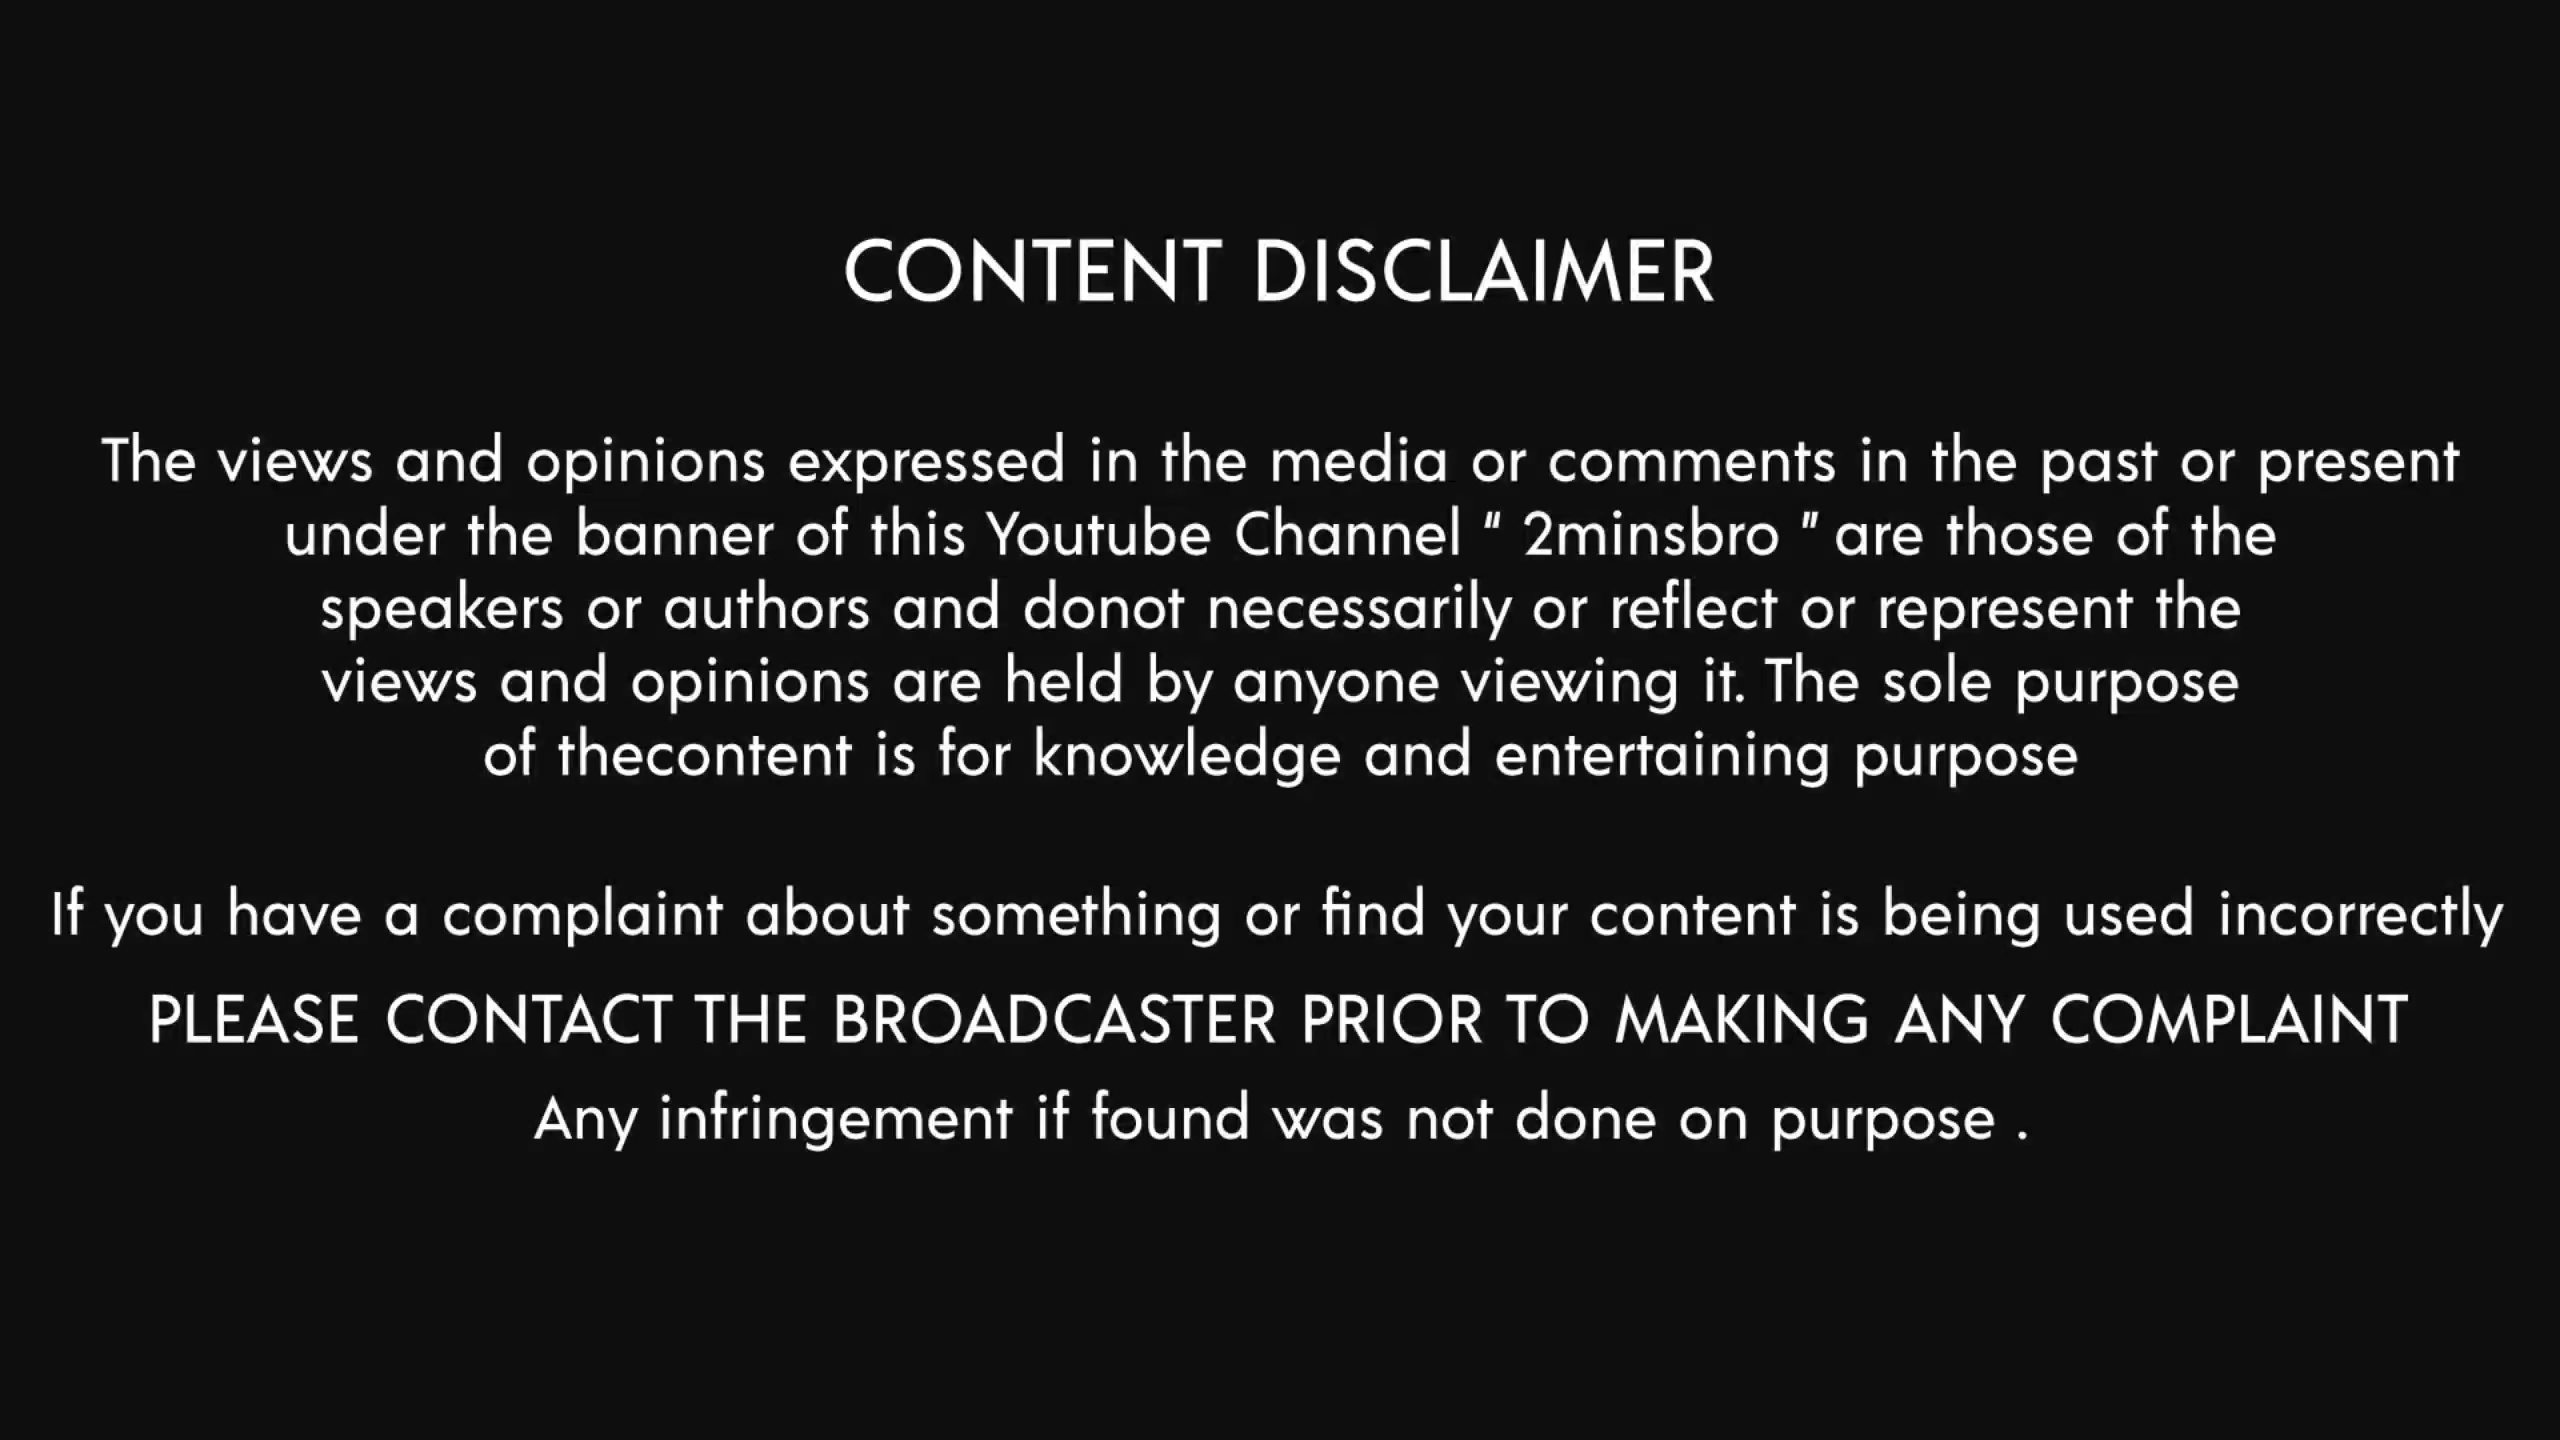 CONTENT DISCLAIMER
The views and opinions expressed in the media or comments in the past or present
under the banner of this Youtube Channel “ 2minsbro ” are those of the
speakers or authors and donot necessarily or reflect or represent the
views and opinions are held by anyone viewing it. The sole purpose
of thecontent is for knowledge and entertaining purpose
If you have a complaint about something or find your content is being used incorrectly
PLEASE CONTACT THE BROADCASTER PRIOR TO MAKING ANY COMPLAINT
Any infringement if found was not done on purpose .